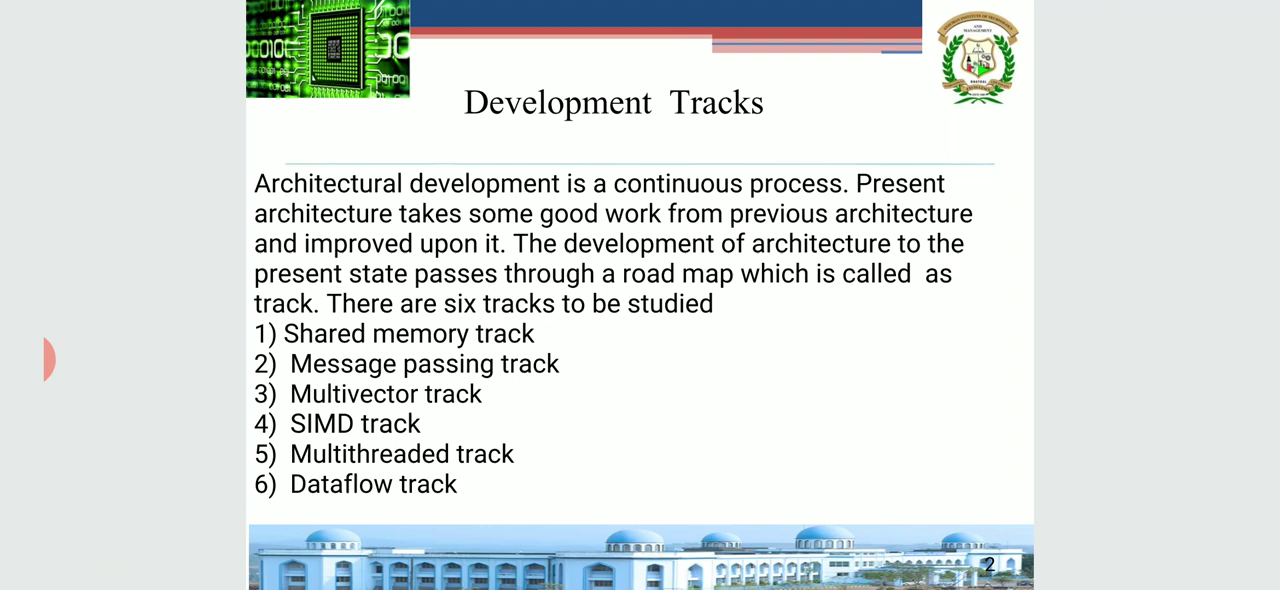 Development Tracks
Architectural development is a continuous process. Present
architecture takes some good work from previous architecture
and improved upon it. The development of architecture to the
present state passes through a road map which is called as
track. There are six tracks to be studied
1) Shared memory track
2) Message passing track
3) Multivector track
4) SIMD track
5) Multithreaded track
6) Dataflow track
2